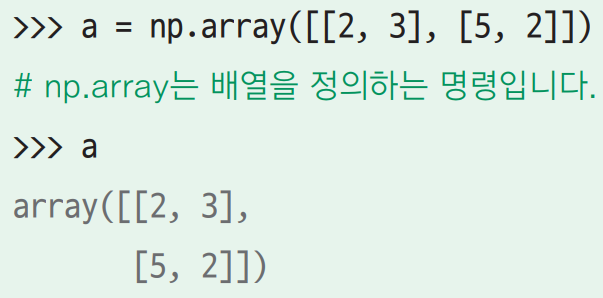 >>> a = np.array([[2, 3], [5, 2]])
# np.array는 배열을 정의하는 명령입니다.
>>> a
array([[2, 3],
       [5, 2]])